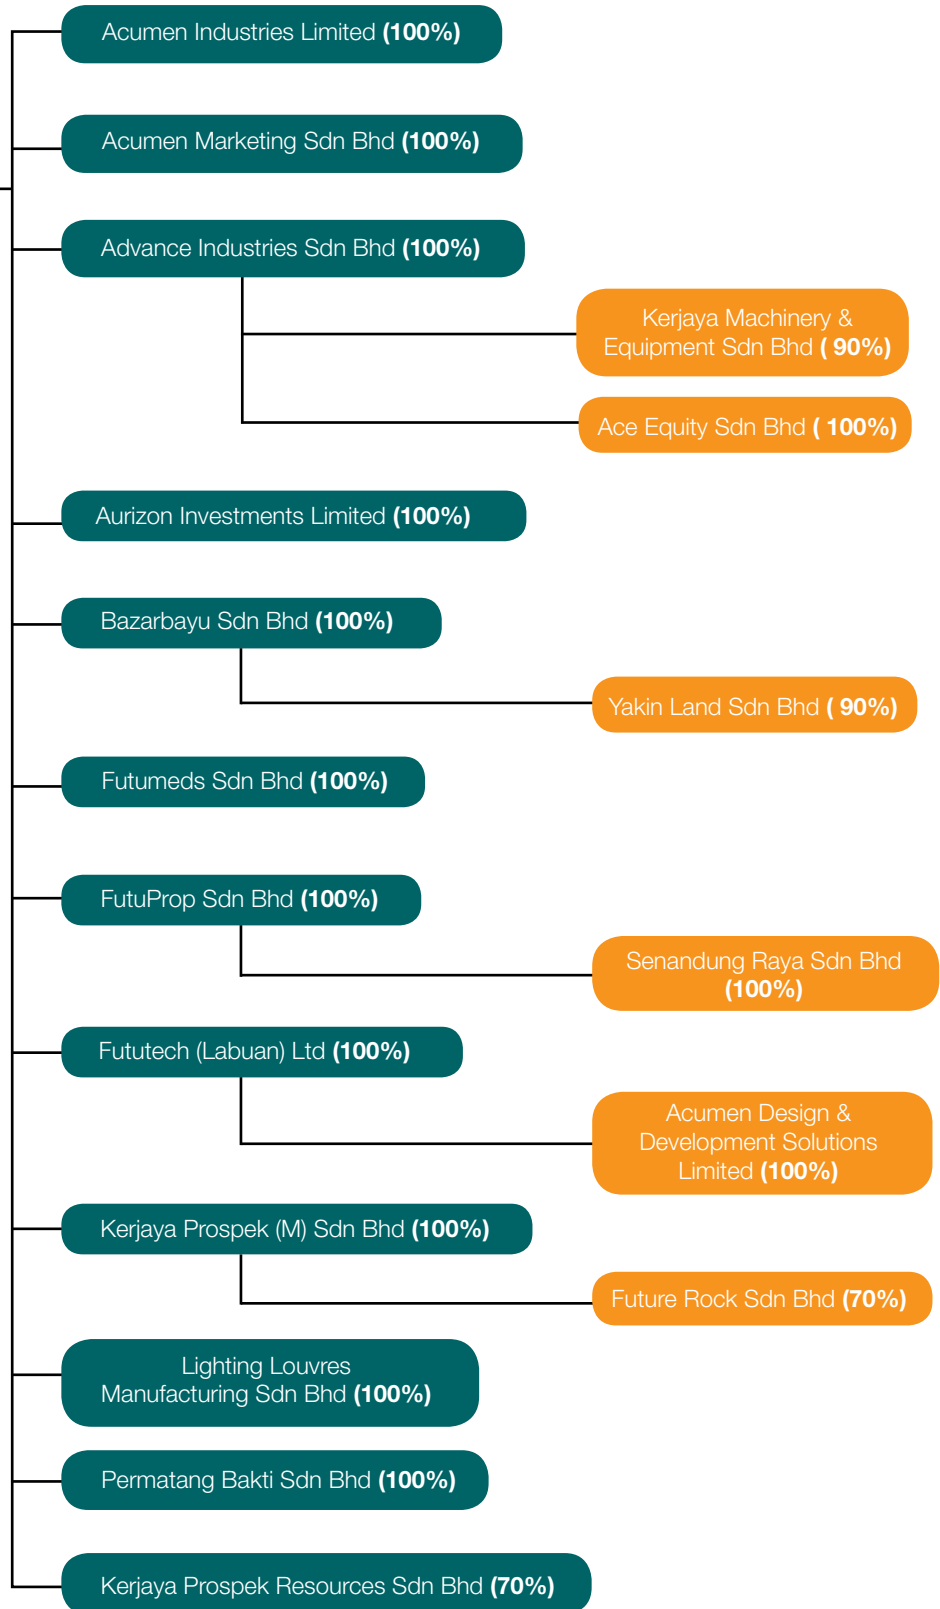 Acumen Industries Limited (100%)
Acumen Marketing Sdn Bhd (100%)
Advance Industries Sdn Bhd (100%)
Kerjaya Machinery &
Equipment Sdn Bhd ( 90%)
Ace Equity Sdn Bhd ( 100%)
Aurizon Investments Limited (100%)
Bazarbayu Sdn Bhd (100%)
Yakin Land Sdn Bhd ( 90%)
Futumeds Sdn Bhd (100%)
FutuProp Sdn Bhd (100%)
Senandung Raya Sdn Bhd
(100%)
Fututech (Labuan) Ltd (100%)
Acumen Design &
Development Solutions
Limited (100%)
Kerjaya Prospek (M) Sdn Bhd (100%)
Future Rock Sdn Bhd (70%)
Lighting Louvres
Manufacturing Sdn Bhd (100%)
Permatang Bakti Sdn Bhd (100%)
Kerjaya Prospek Resources Sdn Bhd (70%)